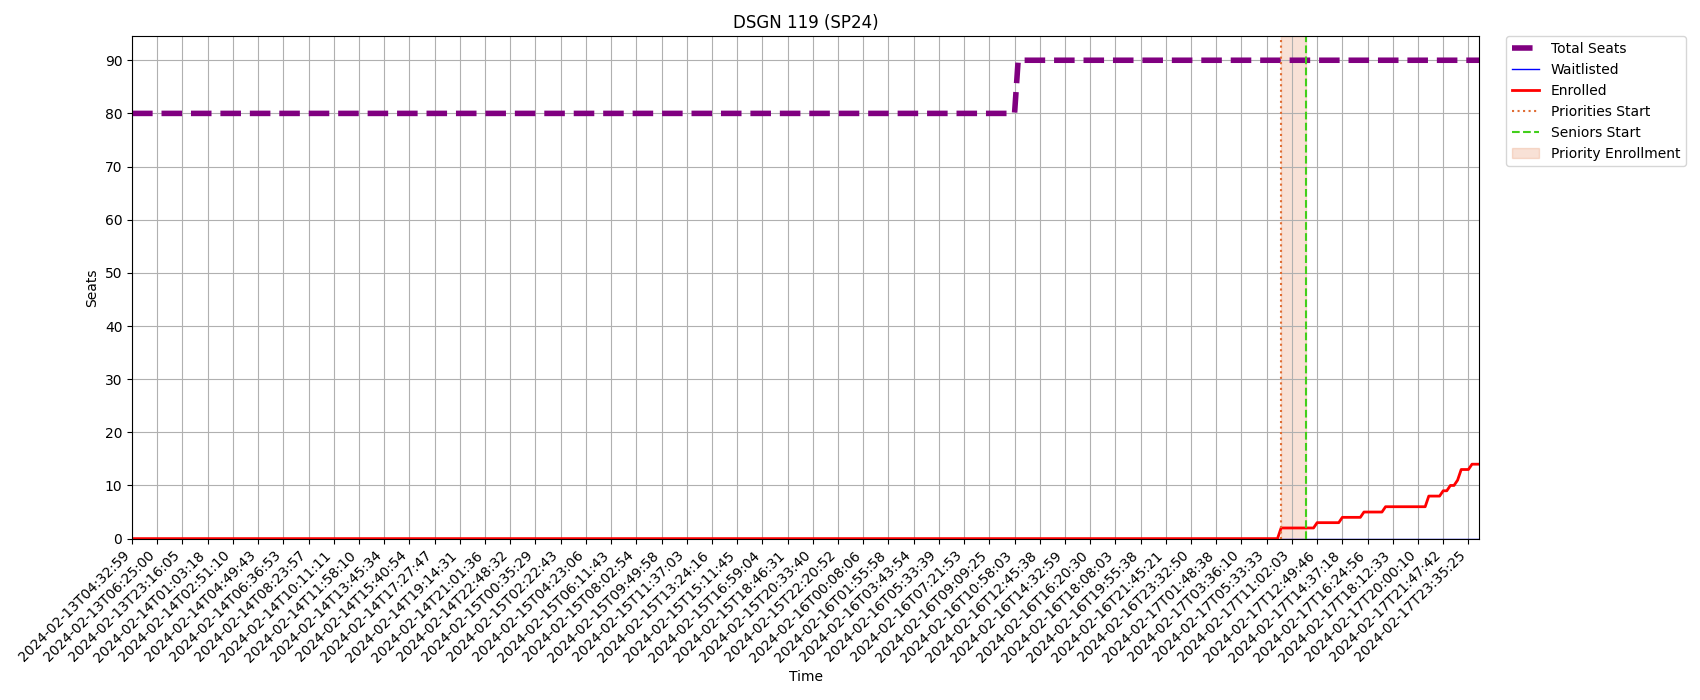 DSGN 119 (SP24)
Total Seats
Waitlisted
Enrolled
Priorities Start
Seniors Start
Priority Enrollment
90
80
70
60
50
40
30
20
10
0
Seats
2024-02-13T04:32:59
2024-02-13T06:25:00
2024-02-13T23:16:05
2024-02-14T01:03:18
2024-02-14T02:51:10
2024-02-14T04:49:43
2024-02-14T06:36:53
2024-02-14T08:23:57
2024-02-14T10:11:11
2024-02-14T11:58:10
2024-02-14T13:45:34
2024-02-14T15:40:54
2024-02-14T17:27:47
2024-02-14T19:14:31
2024-02-14T21:01:36
2024-02-14T22:48:32
2024-02-15T00:35:29
2024-02-15T02:22:43
2024-02-15T04:23:06
2024-02-15T06:11:43
2024-02-15T08:02:54
2024-02-15T09:49:58
2024-02-15T11:37:03
2024-02-15T13:24:16
2024-02-15T15:11:45
2024-02-15T16:59:04
2024-02-15T18:46:31
2024-02-15T20:33:40
2024-02-15T22:20:52
2024-02-16T00:08:06
2024-02-16T01:55:58
2024-02-16T03:43:54
2024-02-16T05:33:39
2024-02-16T07:21:53
2024-02-16T09:09:25
2024-02-16T10:58:03
2024-02-16T12:45:38
2024-02-16T14:32:59
2024-02-16T16:20:30
2024-02-16T18:08:03
2024-02-16T19:55:38
2024-02-16T21:45:21
2024-02-16T23:32:50
2024-02-17T01:48:38
2024-02-17T03:36:10
2024-02-17T05:33:33
2024-02-17T11:02:03
2024-02-17T12:49:46
2024-02-17T14:37:18
2024-02-17T16:24:56
2024-02-17T18:12:33
2024-02-17T20:00:10
2024-02-17T21:47:42
2024-02-17T23:35:25
Time